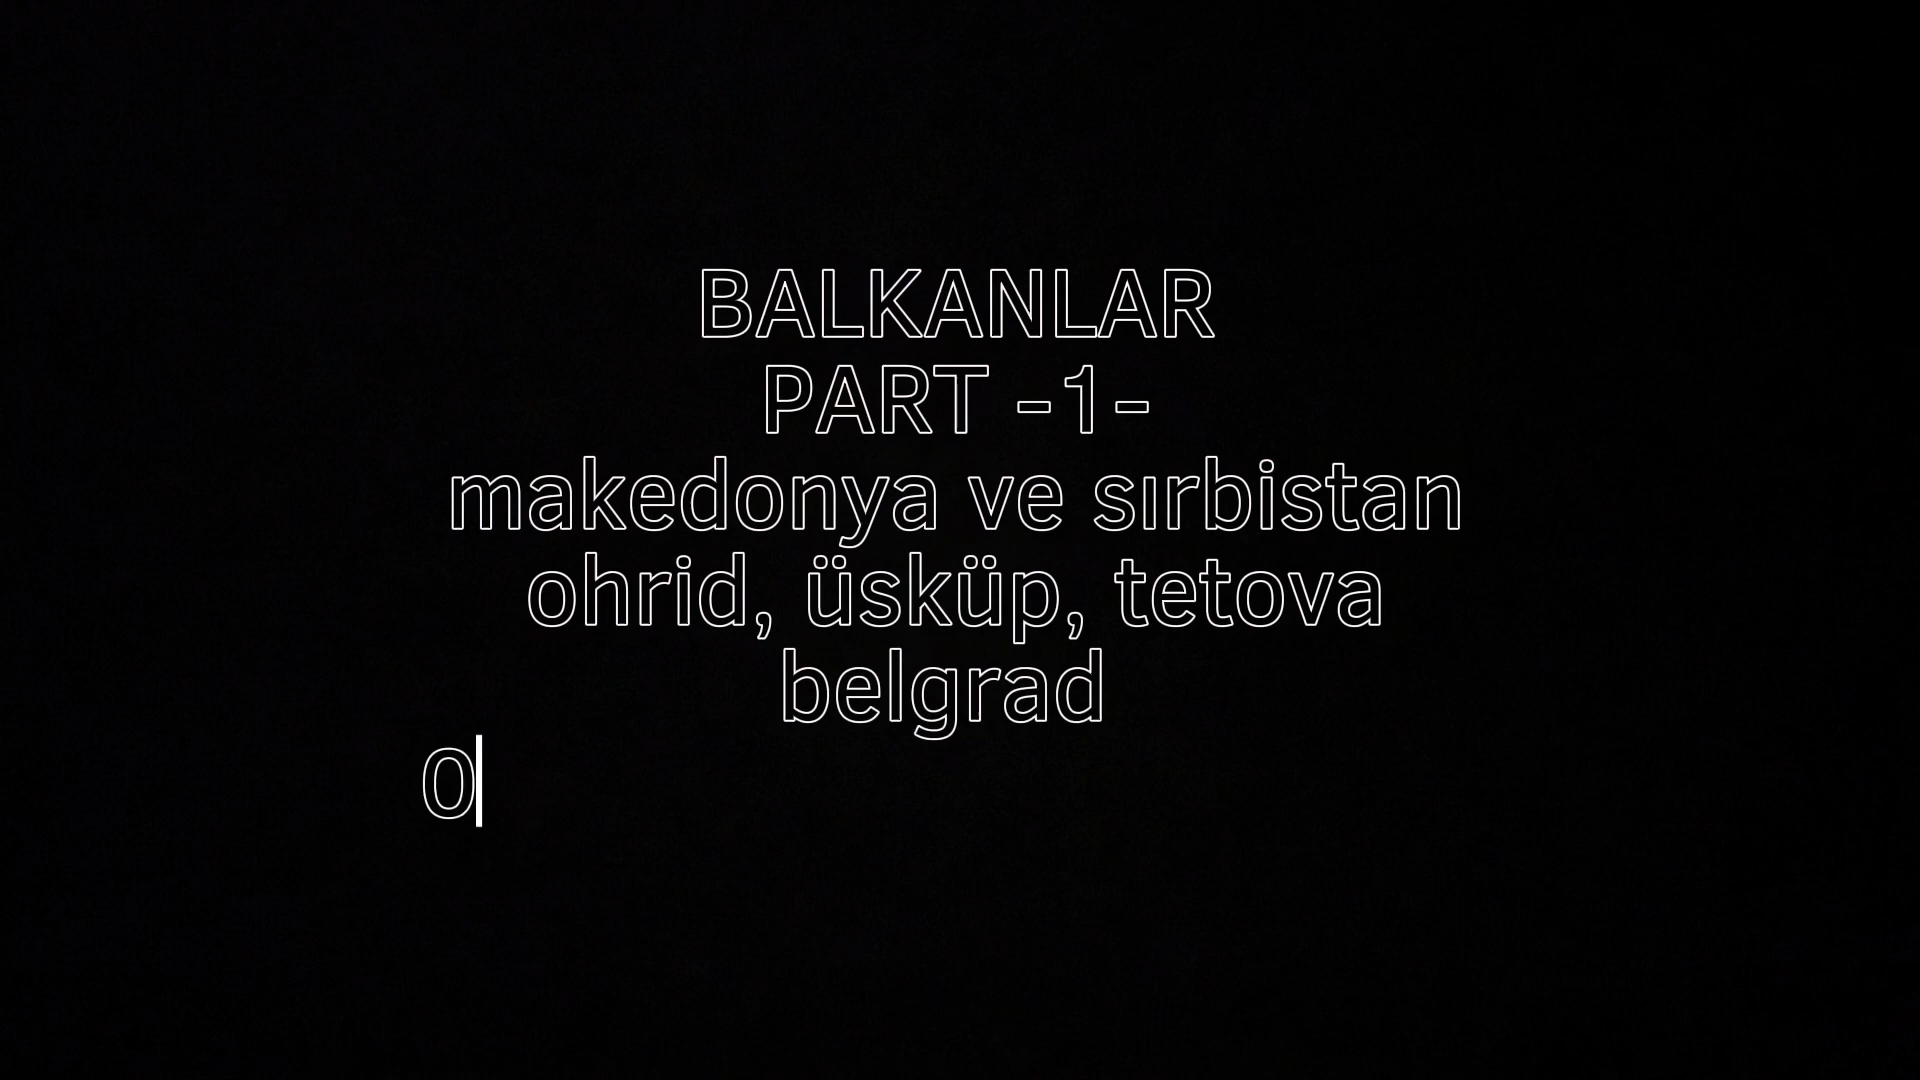 BALKANLAR
PART -1-
makedonya ve sırbistan
ohrid, üsküp, tetova
belgrad
0